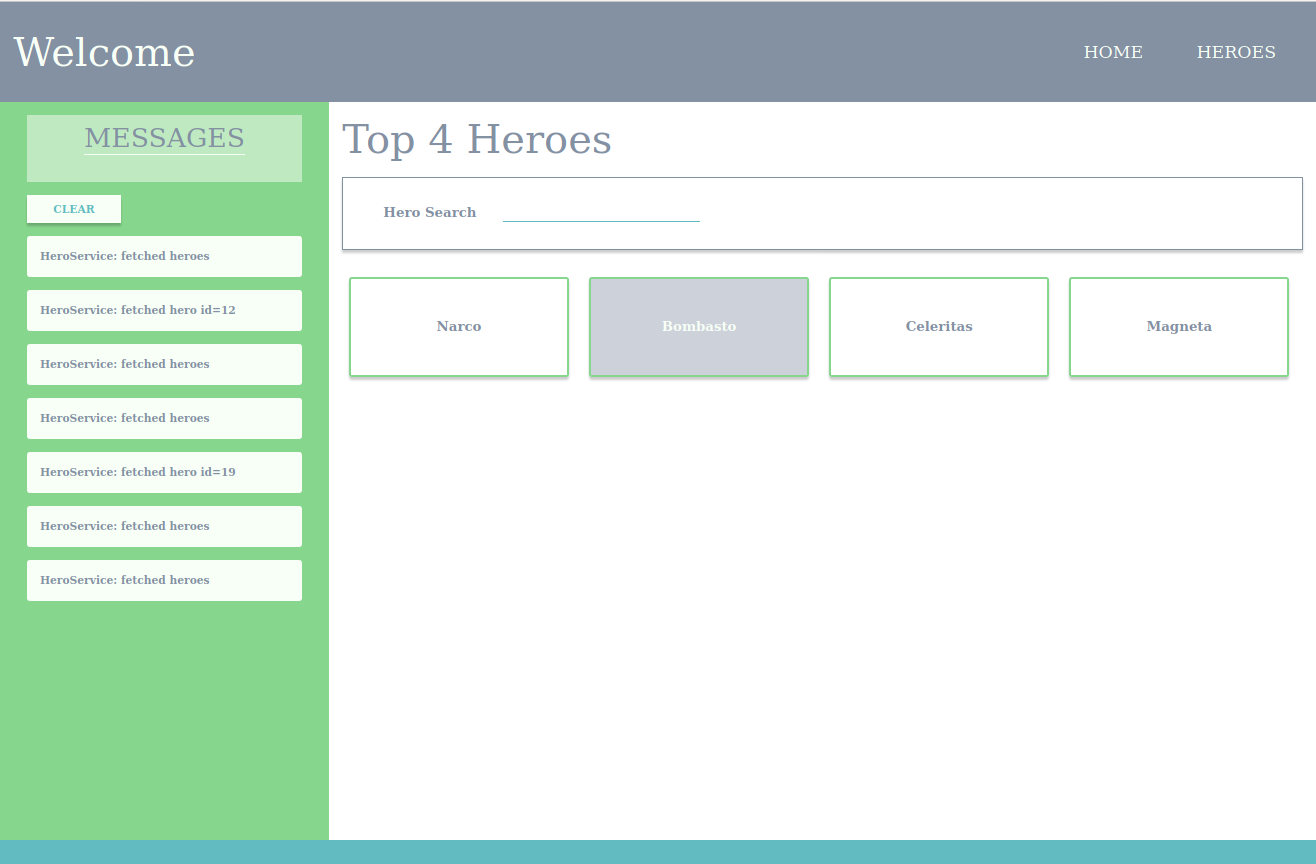 Welcome
HOME
HEROES
MESSAGES
CLEAR
HeroService: fetched heroes
HeroService: fetched hero id=12
HeroService: fetched heroes
HeroService: fetched heroes
HeroService: fetched hero id=19
HeroService: fetched heroes
HeroService: fetched heroes
Top 4 Heroes
Hero Search
Narco
Bombasto
Celeritas
Magneta